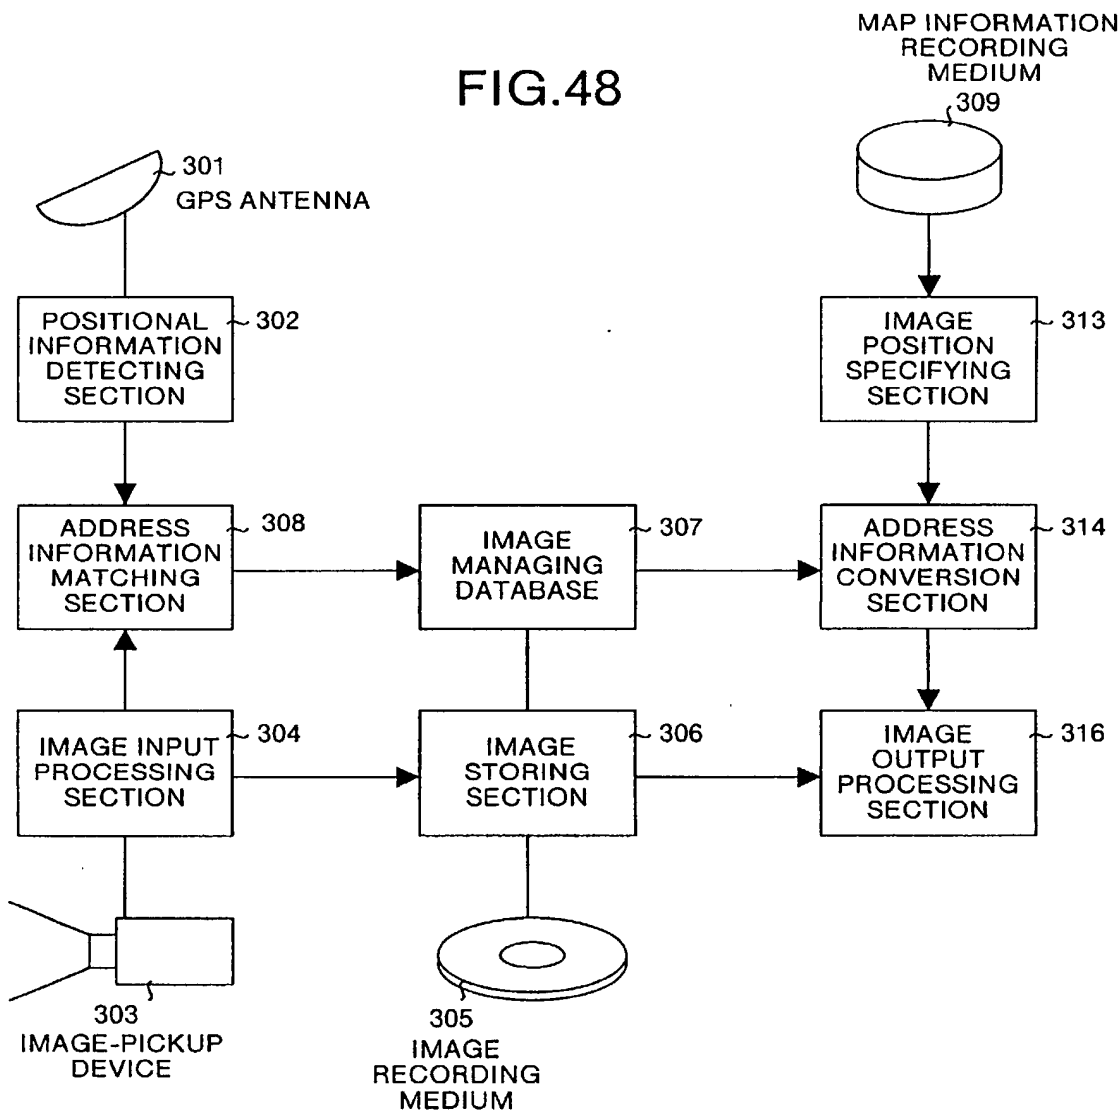 MAP INFORMATION
RECORDING
MEDIUM
309
FIG.48
301
GPS ANTENNA
POSITIONAL
INFORMATION
DETECTING
SECTION
302
IMAGE
POSITION
SPECIFYING
SECTION
313
ADDRESS
INFORMATION
MATCHING
SECTION
308
IMAGE
MANAGING
DATABASE
307
ADDRESS
INFORMATION
CONVERSION
SECTION
314
IMAGE INPUT
PROCESSING
SECTION
304
IMAGE
STORING
SECTION
306
IMAGE
OUTPUT
PROCESSING
SECTION
316
303
IMAGE-PICKUP
DEVICE
305
IMAGE
RECORDING
MEDIUM